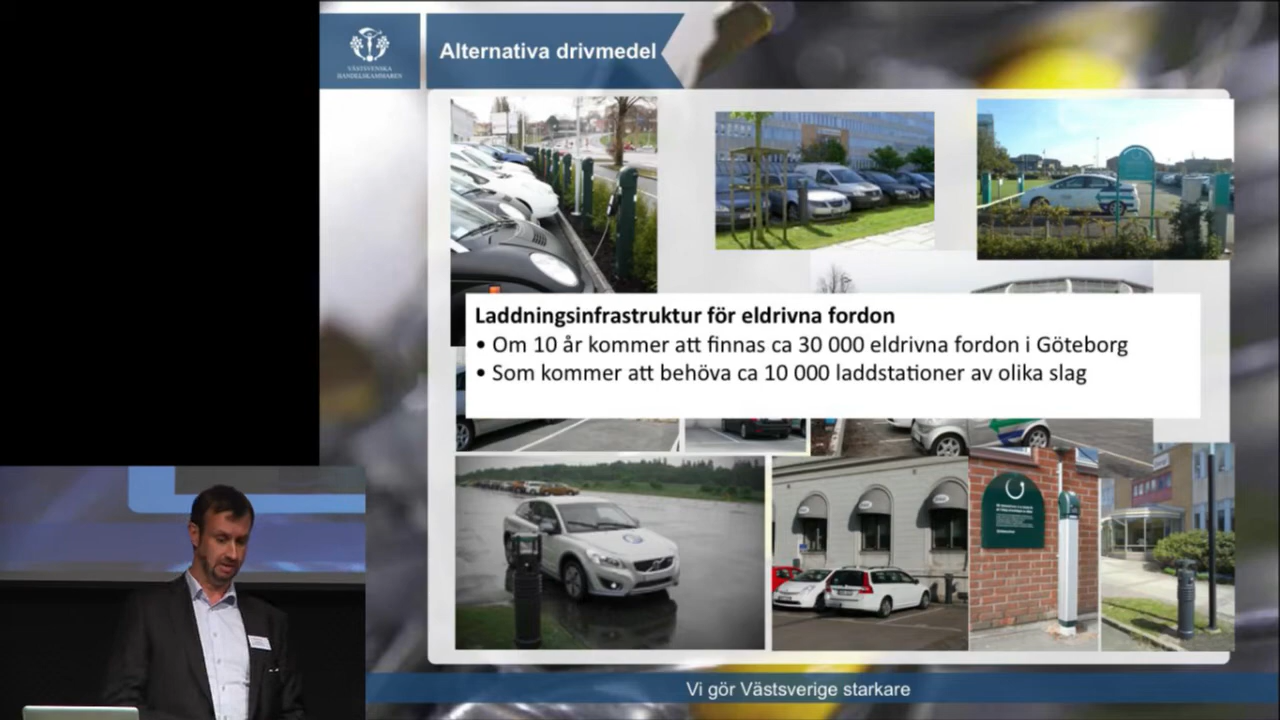 VÄSTSVENSKA
HANDELSKAMMAREN
Alternativa drivmedel
Laddningsinfrastruktur för eldrivna fordon
• Om 10 år kommer att finnas ca 30 000 eldrivna fordon i Göteborg
• Som kommer att behöva ca 10 000 laddstationer av olika slag
Vi gör Västsverige starkare